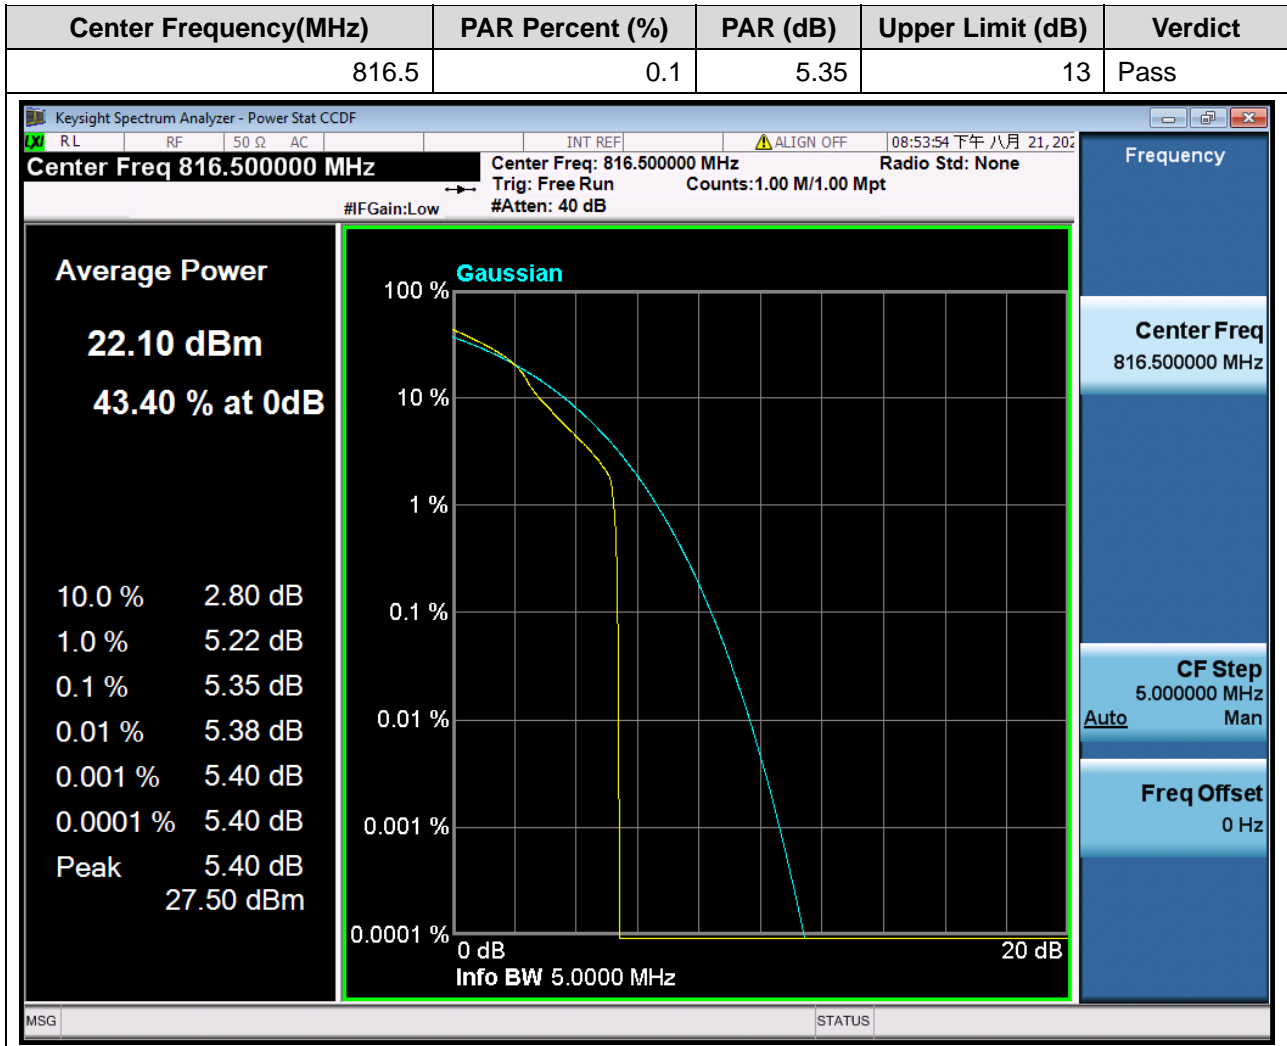 Center Frequency(MHz) PAR Percent (%) PAR (dB) Upper Limit (dB) Verdict
816.5 0.1 5.35 13 Pass
Keysight Spectrum Analyzer - Power Stat CCDF
LXI RL RF 50 Ω AC INT REF ALIGN OFF 08:53:54 下午 八月 21, 202
Center Freq 816.500000 MHz
Center Freq: 816.500000 MHz Radio Std: None
Trig: Free Run Counts:1.00 M/1.00 Mpt
#IFGain:Low #Atten: 40 dB
Average Power
22.10 dBm
43.40 % at 0dB
10.0 % 2.80 dB
1.0 % 5.22 dB
0.1 % 5.35 dB
0.01 % 5.38 dB
0.001 % 5.40 dB
0.0001 % 5.40 dB
Peak 5.40 dB
27.50 dBm
Gaussian
100 %
10 %
1 %
0.1 %
0.01 %
0.001 %
0.0001 %
0 dB 20 dB
Info BW 5.0000 MHz
Frequency
Center Freq
816.500000 MHz
CF Step
5.000000 MHz
Auto Man
Freq Offset
0 Hz
MSG STATUS